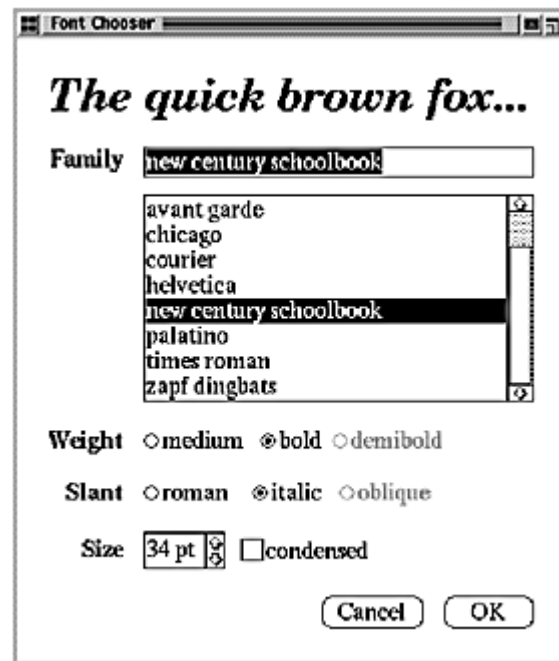 Font Chooser
The quick brown fox...
Family new century schoolbook
avant garde
chicago
courier
helvetica
new century schoolbook
palatino
times roman
zapf dingbats
Weight medium bold demibold
Slant roman italic oblique
Size 34 pt condensed
Cancel OK